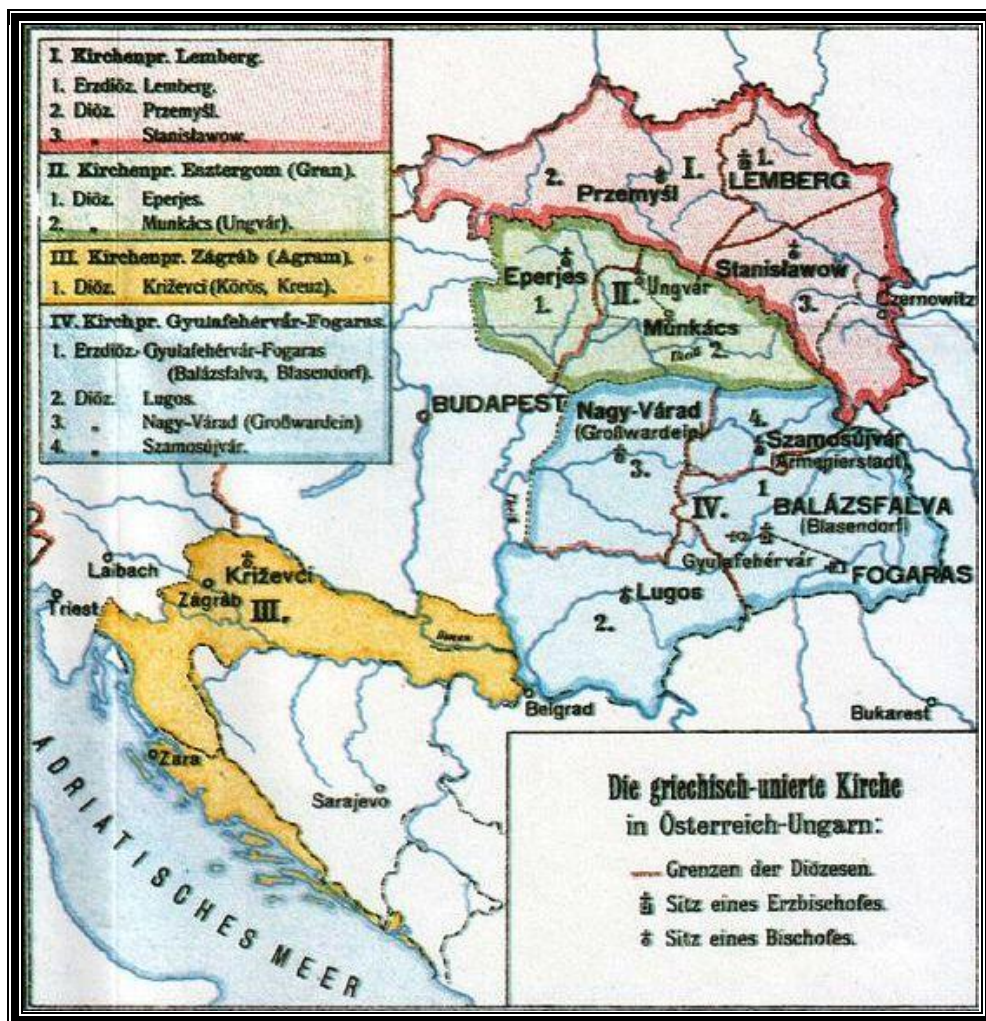 I. Kirchenpr. Lemberg.
1. Erzdiöz. Lemberg.
2. Diöz. Przemyśl.
3. „ Stanisławow.
II. Kirchenpr. Esztergom (Gran).
1. Diöz. Eperjes.
2. „ Munkács (Ungvár).
III. Kirchenpr. Zágráb (Agram).
1. Diöz. Križevci (Körös, Kreuz).
IV. Kirchpr. Gyulafehérvár-Fogaras.
1. Erzdiöz. Gyulafehérvár-Fogaras
(Balázsfalva, Blasendorf).
2. Diöz. Lugos.
3. „ Nagy-Várad (Großwardein)
4. „ Szamosújvár.
I.
1.
LEMBERG
2.
Przemyśl
Stanisławow
3.
Czernowitz
Eperjes
1.
II.
Ungvár
Munkács
2.
BUDAPEST
Nagy-Várad
(Großwardein)
3.
4.
Szamosújvár
(Armenierstadt)
IV.
1.
BALÁZSFALVA
(Blasendorf)
Gyulafehérvár
FOGARAS
Lugos
2.
Laibach
Triest
Križevci
Zágráb
III.
Donau
Belgrad
Bukarest
Zara
Sarajevo
ADRIATISCHES MEER
Die griechisch-unierte Kirche
in Österreich-Ungarn:
Grenzen der Diözesen.
Sitz eines Erzbischofes.
Sitz eines Bischofes.